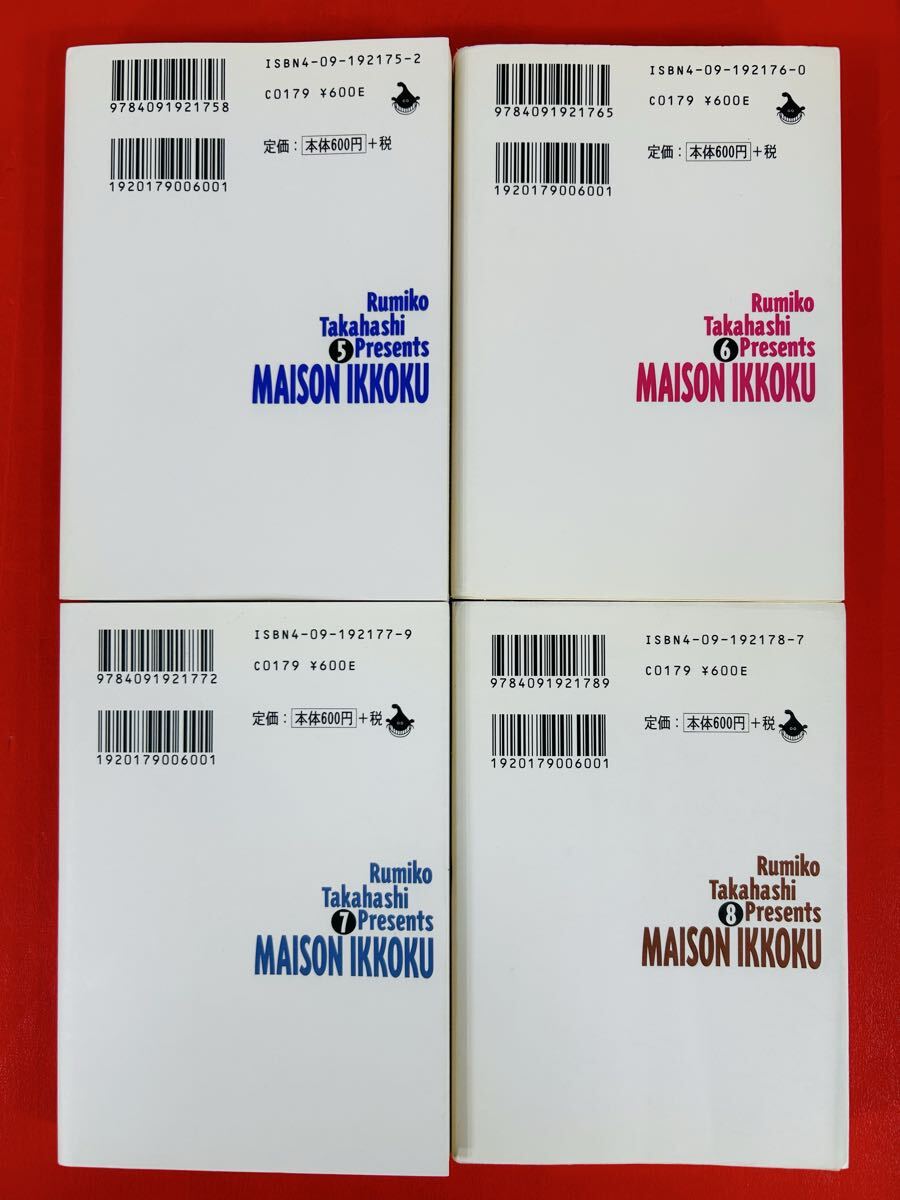 ISBN4-09-192175-2
9784091921758
C0179 ¥600E
定価：本体600円+税
1920179006001
Rumiko
Takahashi
5 Presents
MAISON IKKOKU
ISBN4-09-192176-0
9784091921765
C0179 ¥600E
定価：本体600円+税
1920179006001
Rumiko
Takahashi
6 Presents
MAISON IKKOKU
ISBN4-09-192177-9
9784091921772
C0179 ¥600E
定価：本体600円+税
1920179006001
Rumiko
Takahashi
7 Presents
MAISON IKKOKU
ISBN4-09-192178-7
9784091921789
C0179 ¥600E
定価：本体600円+税
1920179006001
Rumiko
Takahashi
8 Presents
MAISON IKKOKU